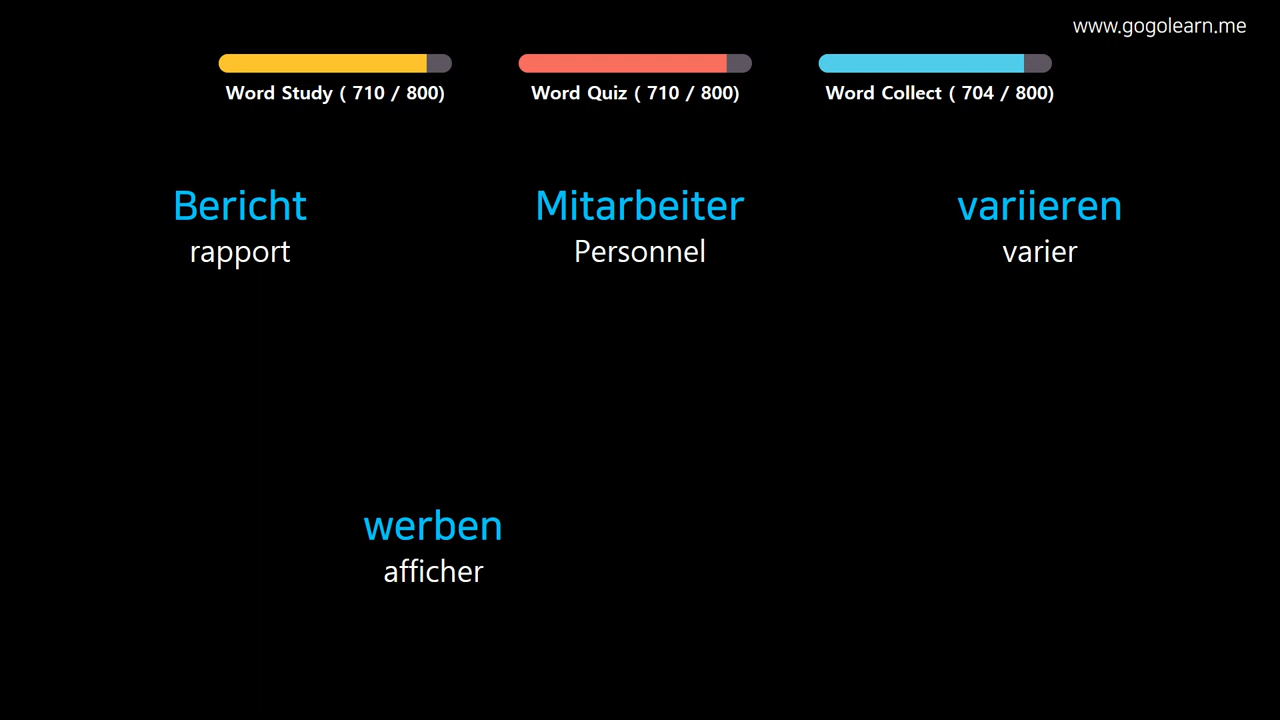 www.gogolearn.me
Word Study ( 710 / 800)
Word Quiz ( 710 / 800)
Word Collect ( 704 / 800)
Bericht
rapport
Mitarbeiter
Personnel
variieren
varier
werben
afficher